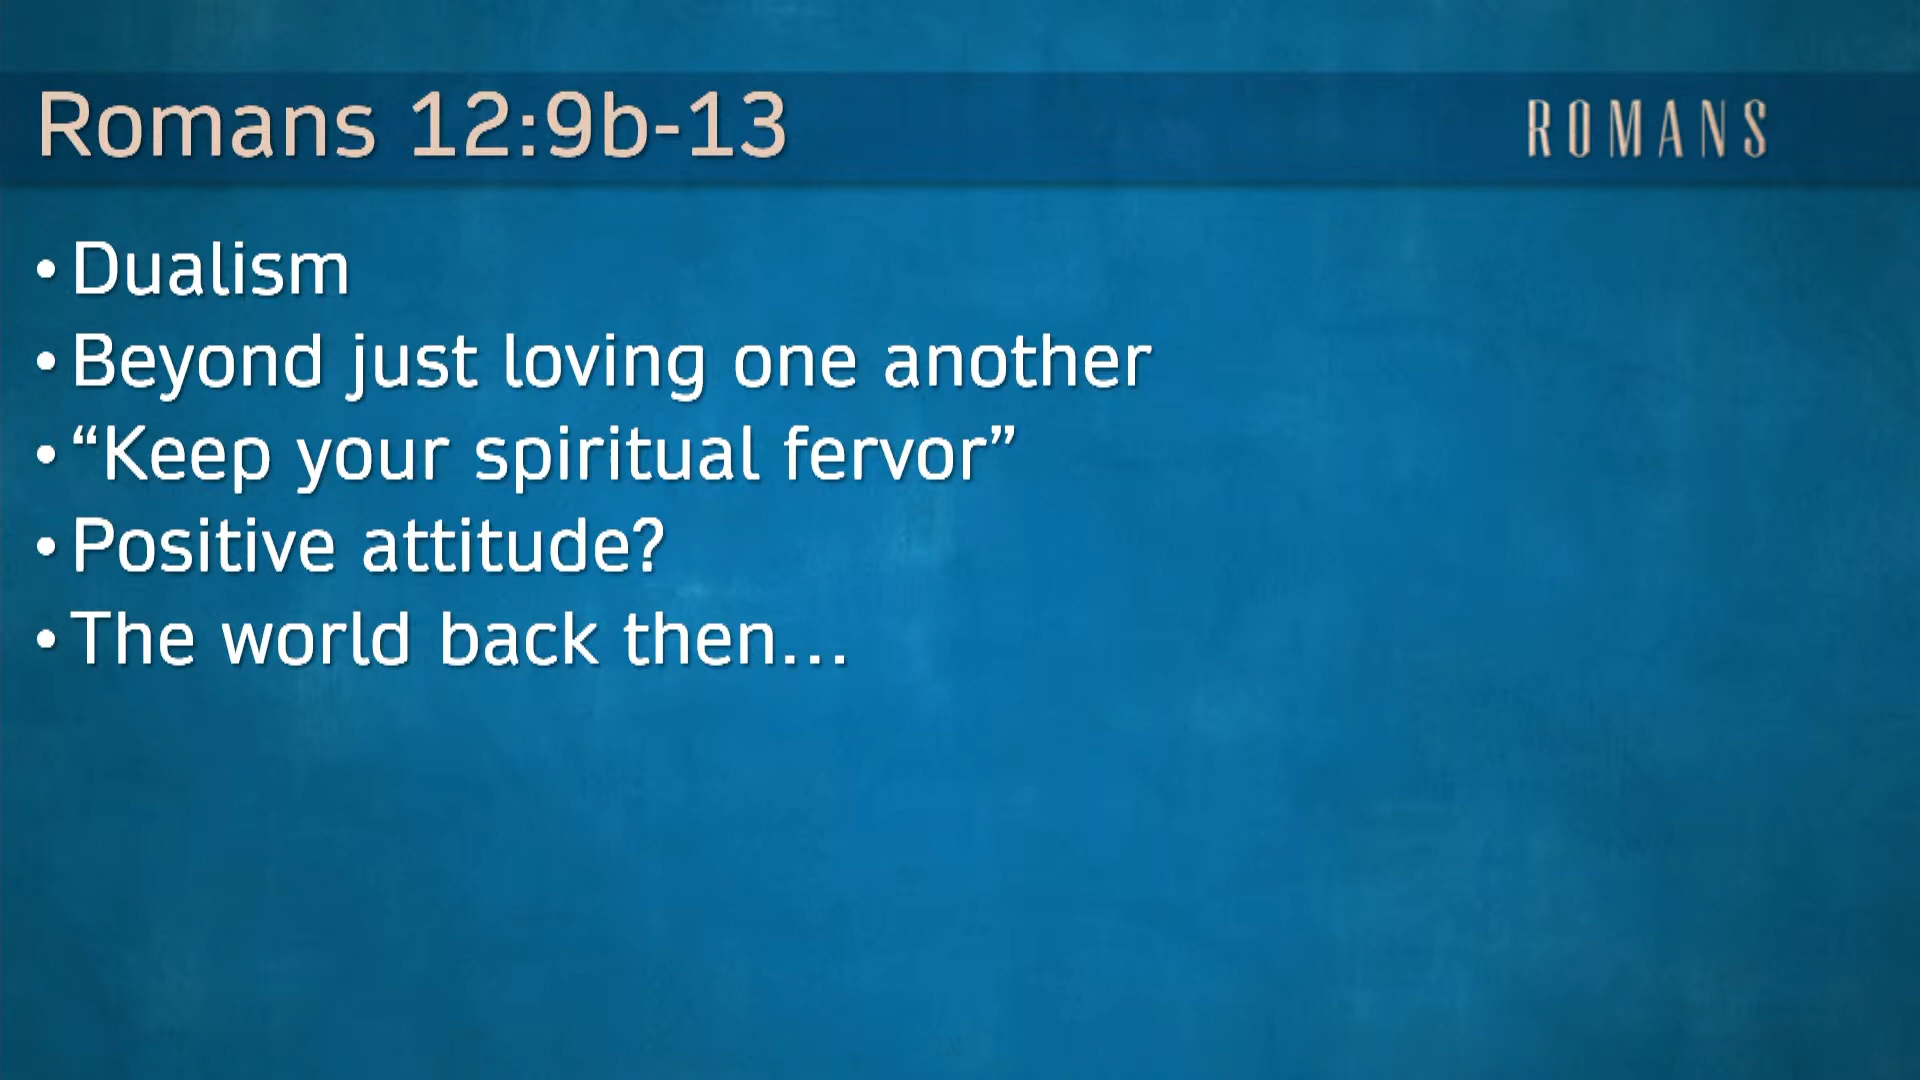 Romans 12:9b-13
ROMANS
• Dualism
• Beyond just loving one another
• “Keep your spiritual fervor”
• Positive attitude?
• The world back then...